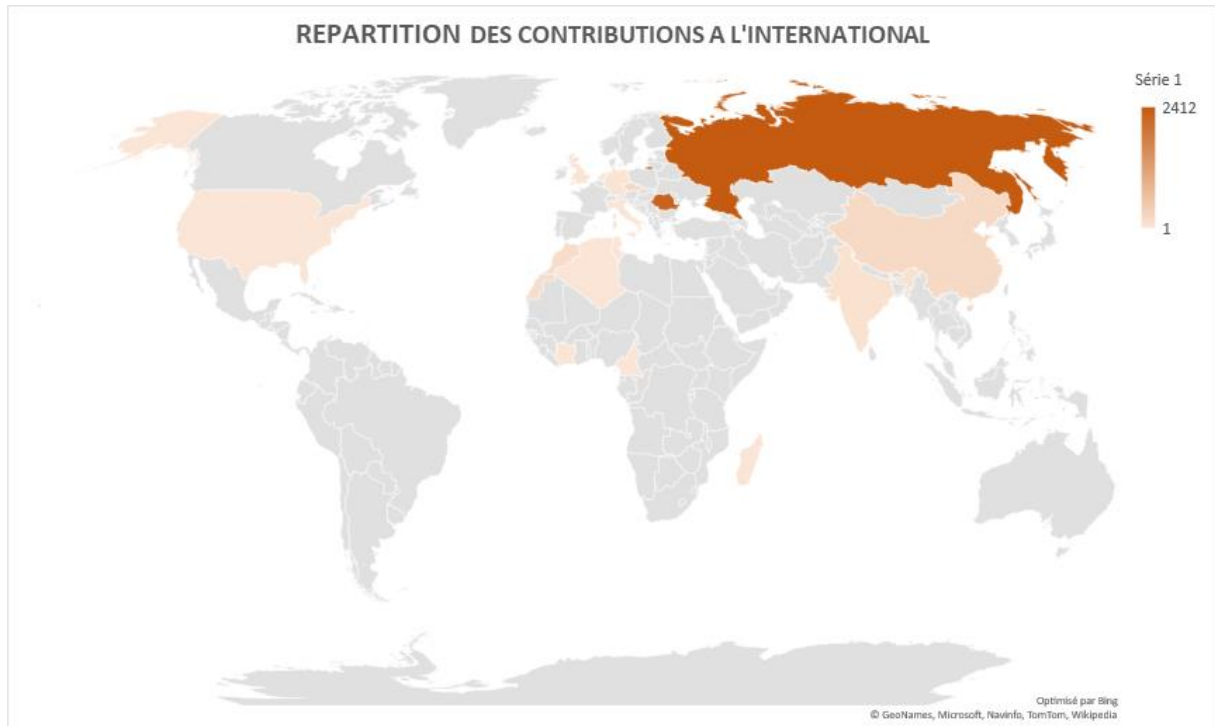 REPARTITION DES CONTRIBUTIONS A L'INTERNATIONAL
Série 1
2412
1
Optimisé par Bing
© GeoNames, Microsoft, Navinfo, TomTom, Wikipedia